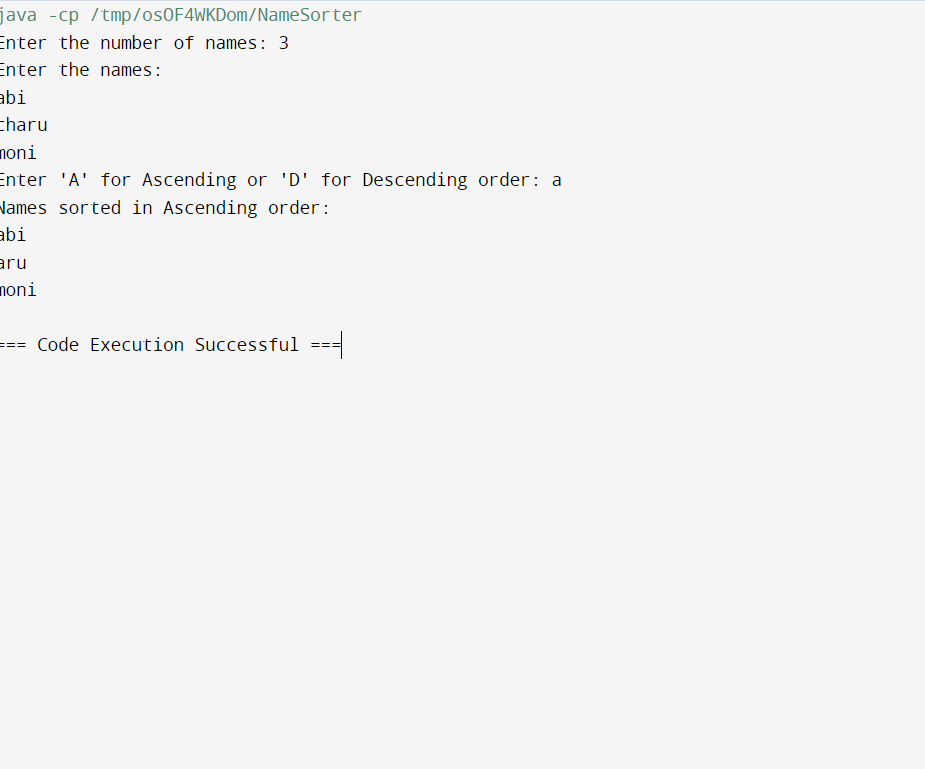 java -cp /tmp/osOF4WKDom/NameSorter
Enter the number of names: 3
Enter the names:
abi
charu
moni
Enter 'A' for Ascending or 'D' for Descending order: a
Names sorted in Ascending order:
abi
aru
moni
=== Code Execution Successful ===